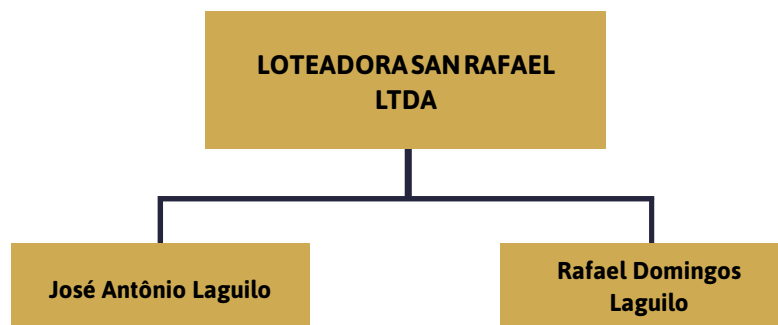 LOTEADORA SAN RAFAEL
LTDA
José Antônio Laguilo
Rafael Domingos
Laguilo